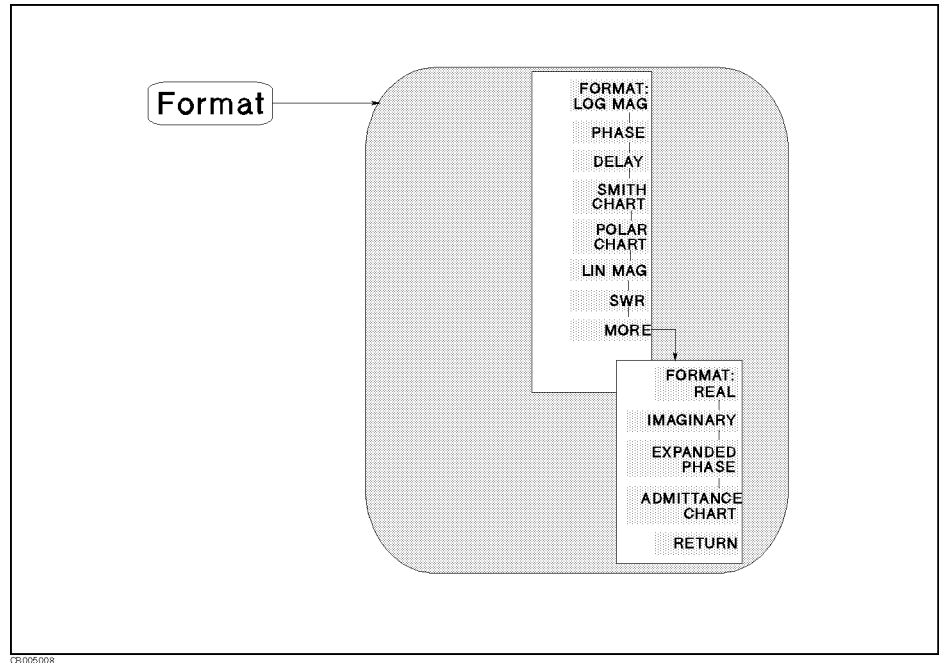 Format
FORMAT:
LOG MAG
PHASE
DELAY
SMITH
CHART
POLAR
CHART
LIN MAG
SWR
MORE
FORMAT:
REAL
IMAGINARY
EXPANDED
PHASE
ADMITTANCE
CHART
RETURN
CB005008